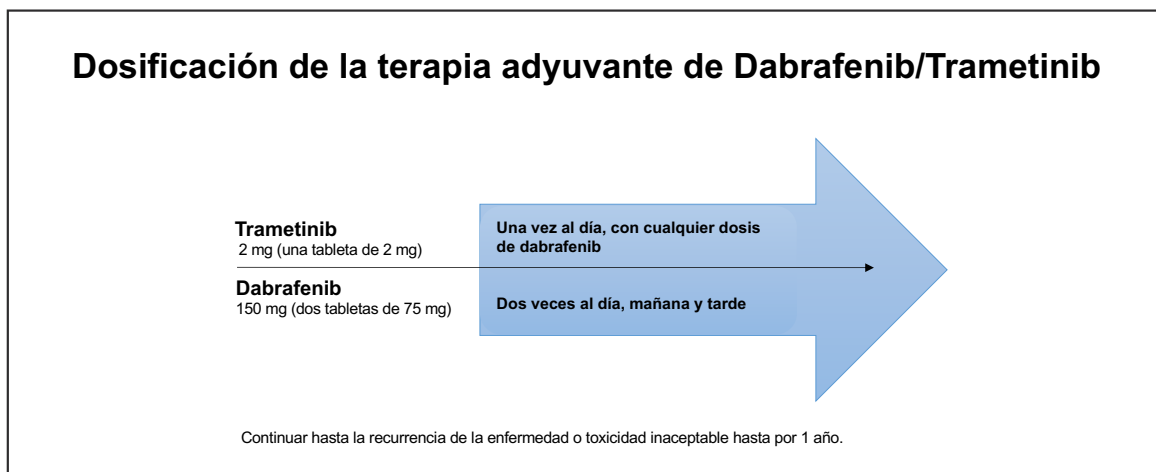 Dosificación de la terapia adyuvante de Dabrafenib/Trametinib
Trametinib
2 mg (una tableta de 2 mg)
Una vez al día, con cualquier dosis
de dabrafenib
Dabrafenib
150 mg (dos tabletas de 75 mg)
Dos veces al día, mañana y tarde
Continuar hasta la recurrencia de la enfermedad o toxicidad inaceptable hasta por 1 año.